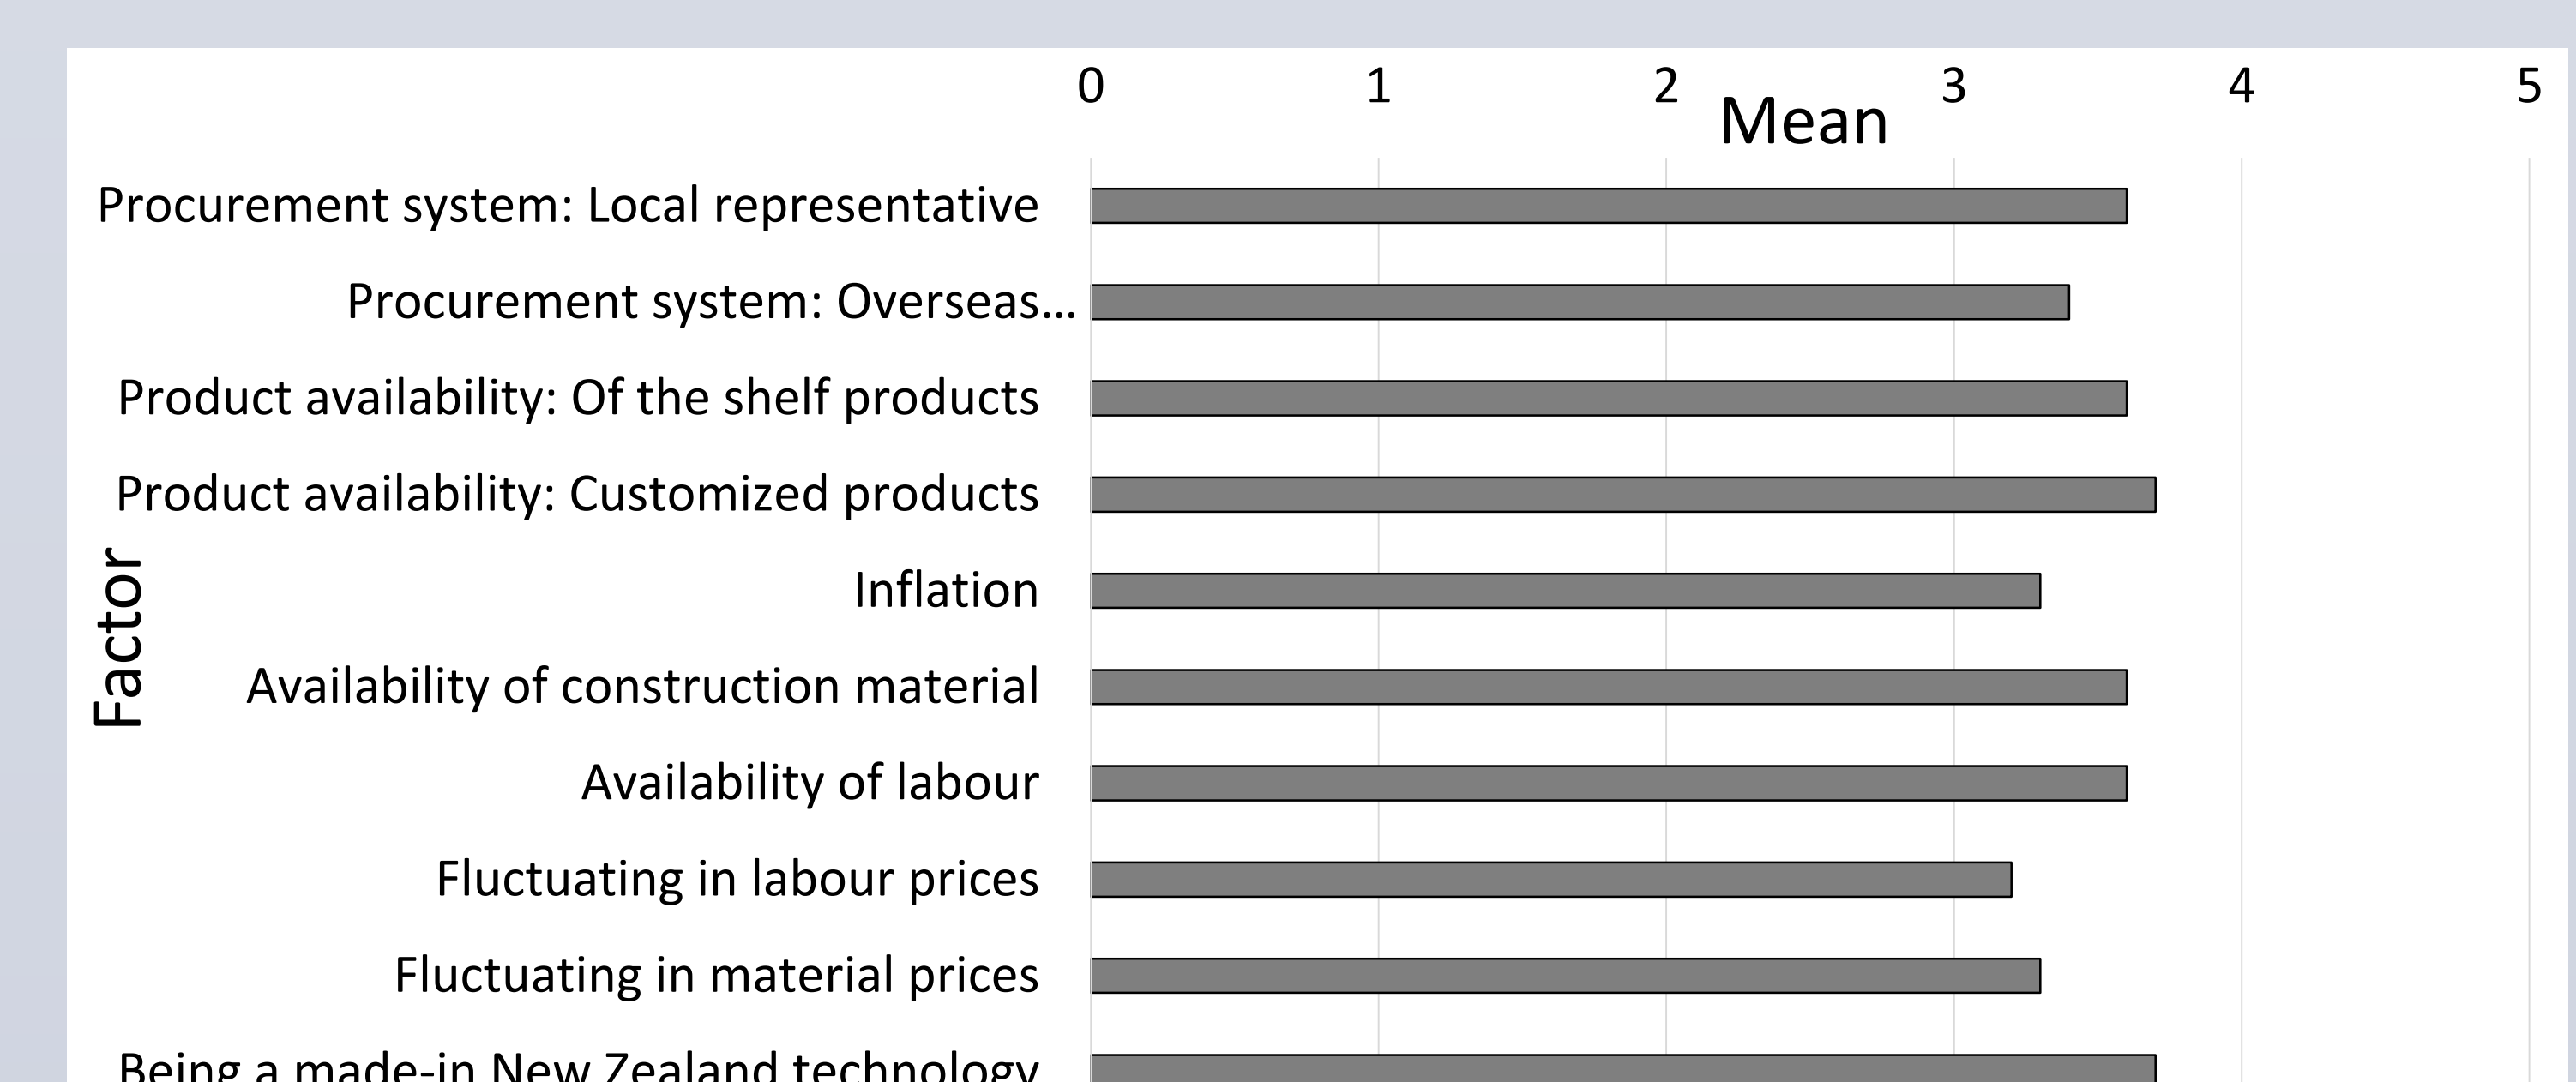 0 1 2 3 4 5
Mean
Procurement system: Local representative
Procurement system: Overseas...
Product availability: Of the shelf products
Product availability: Customized products
Inflation
Factor
Availability of construction material
Availability of labour
Fluctuating in labour prices
Fluctuating in material prices
Being a made-in New Zealand technology